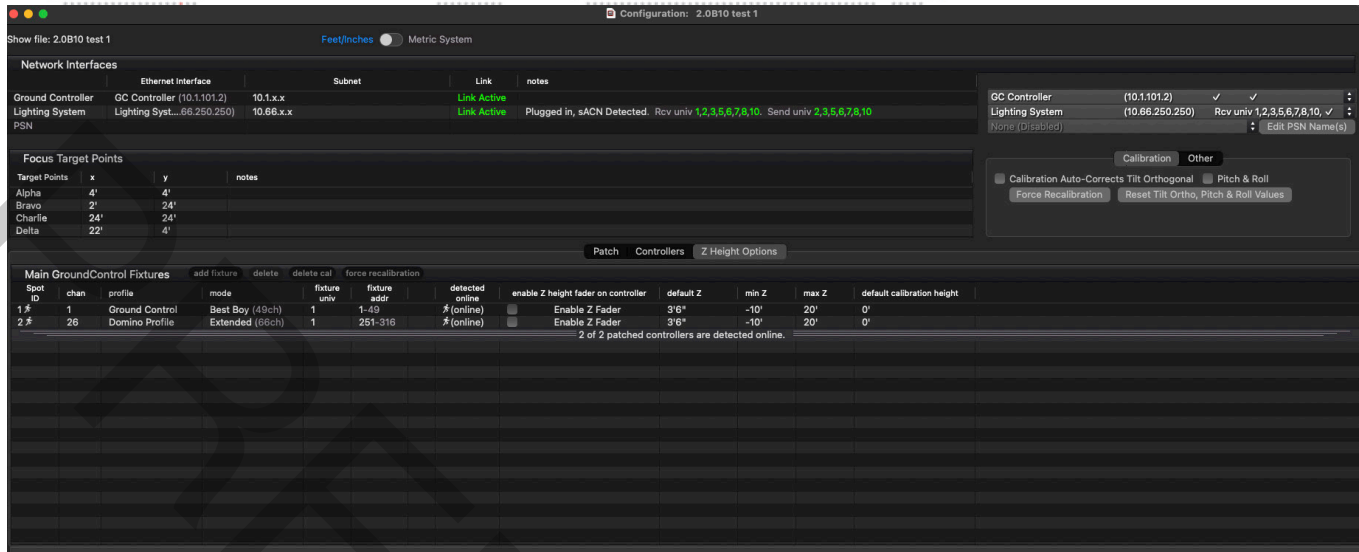 Configuration: 2.0B10 test 1
Show file: 2.0B10 test 1 Feet/Inches Metric System
Network Interfaces
Ethernet Interface Subnet Link notes
Ground Controller GC Controller (10.1.101.2) 10.1.x.x Link Active
Lighting System Lighting Syst...66.250.250) 10.66.x.x Link Active Plugged in, sACN Detected. Rcv univ 1,2,3,5,6,7,8,10. Send univ 2,3,5,6,7,8,10
PSN
GC Controller (10.1.101.2) ✓ ✓
Lighting System (10.66.250.250) Rcv univ 1,2,3,5,6,7,8,10, ✓
None (Disabled) Edit PSN Name(s)
Focus Target Points
Target Points x y notes
Alpha 4' 4'
Bravo 2' 24'
Charlie 24' 24'
Delta 22' 4'
Calibration Other
Calibration Auto-Corrects Tilt Orthogonal Pitch & Roll
Force Recalibration Reset Tilt Ortho, Pitch & Roll Values
Patch Controllers Z Height Options
Main GroundControl Fixtures add fixture delete delete cal force recalibration
Spot ID chan profile mode fixture univ fixture addr detected online enable Z height fader on controller default Z min Z max Z default calibration height
1 1 Ground Control Best Boy (49ch) 1 1-49 (online) Enable Z Fader 3'6" -10' 20' 0'
2 26 Domino Profile Extended (66ch) 1 251-316 (online) Enable Z Fader 3'6" -10' 20' 0'
2 of 2 patched controllers are detected online.